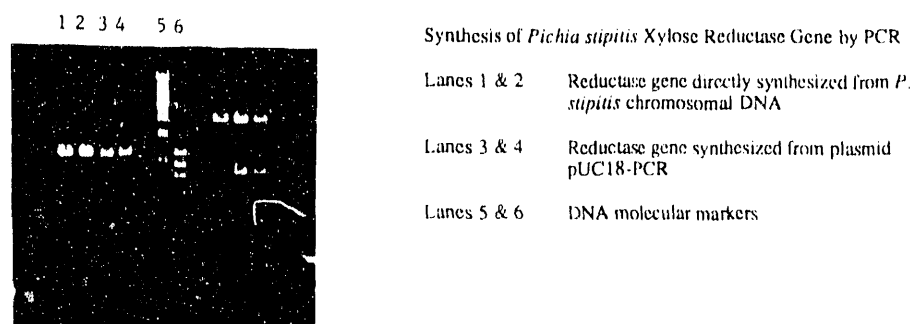 1 2 3 4 5 6
Synthesis of Pichia stipitis Xylose Reductase Gene by PCR
Lanes 1 & 2 Reductase gene directly synthesized from P.
stipitis chromosomal DNA
Lanes 3 & 4 Reductase gene synthesized from plasmid
pUC18-PCR
Lanes 5 & 6 DNA molecular markers